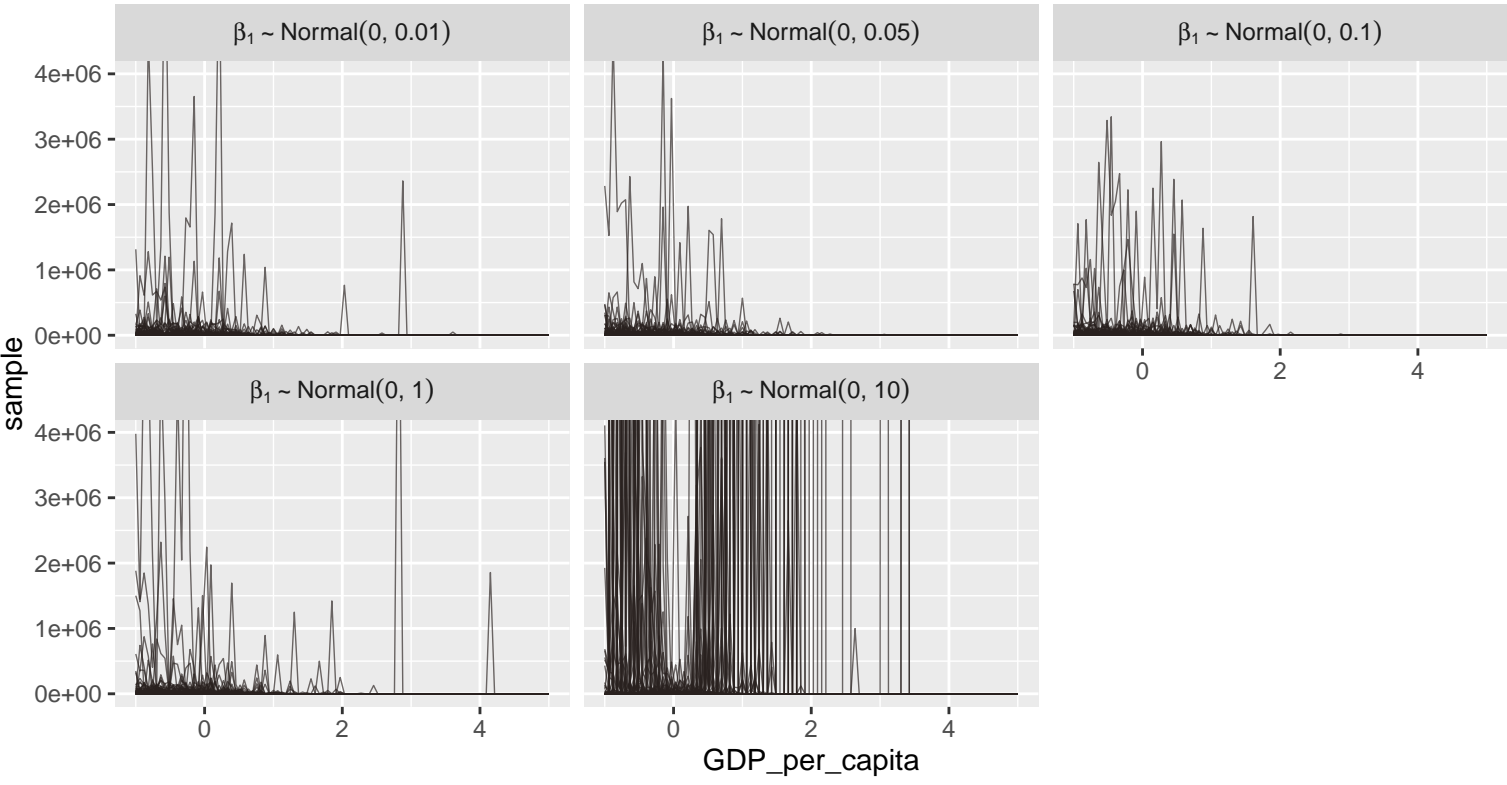 β₁ ~ Normal(0, 0.01)
β₁ ~ Normal(0, 0.05)
β₁ ~ Normal(0, 0.1)
4e+06
3e+06
2e+06
1e+06
0e+00
0 2 4
β₁ ~ Normal(0, 1)
β₁ ~ Normal(0, 10)
4e+06
3e+06
2e+06
1e+06
0e+00
0 2 4
0 2 4
sample
GDP_per_capita